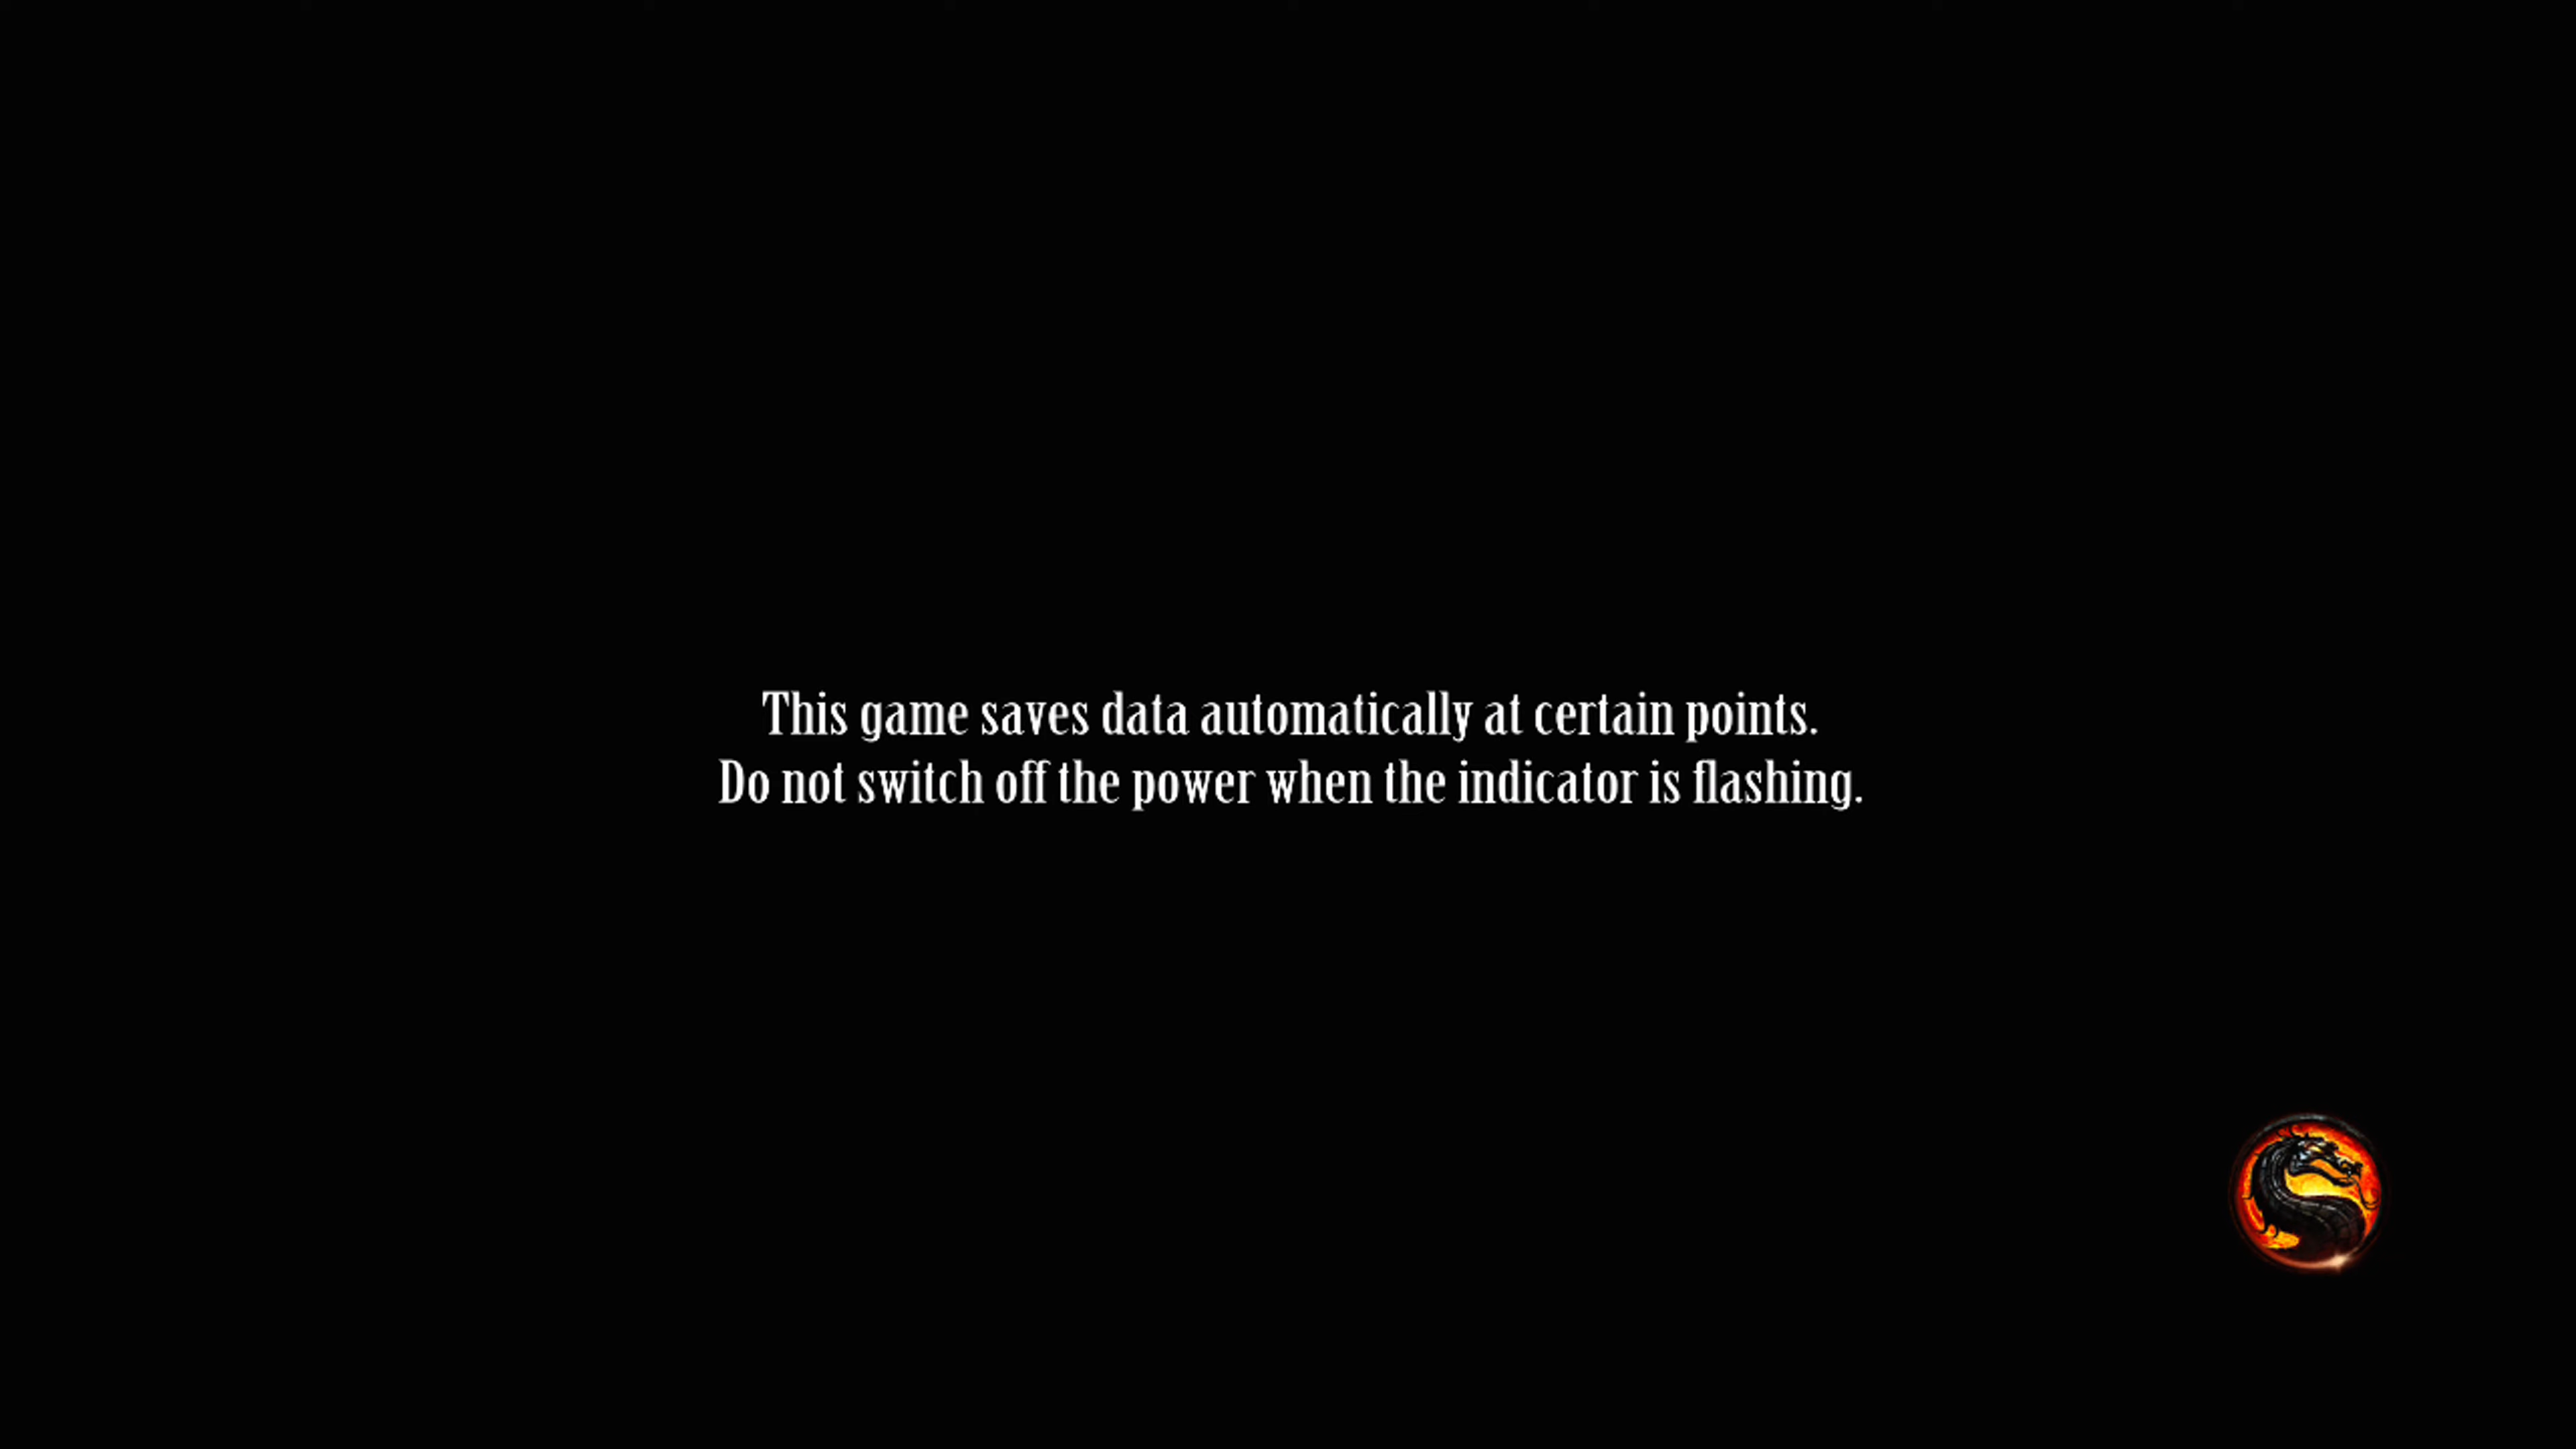 This game saves data automatically at certain points.
Do not switch off the power when the indicator is flashing.